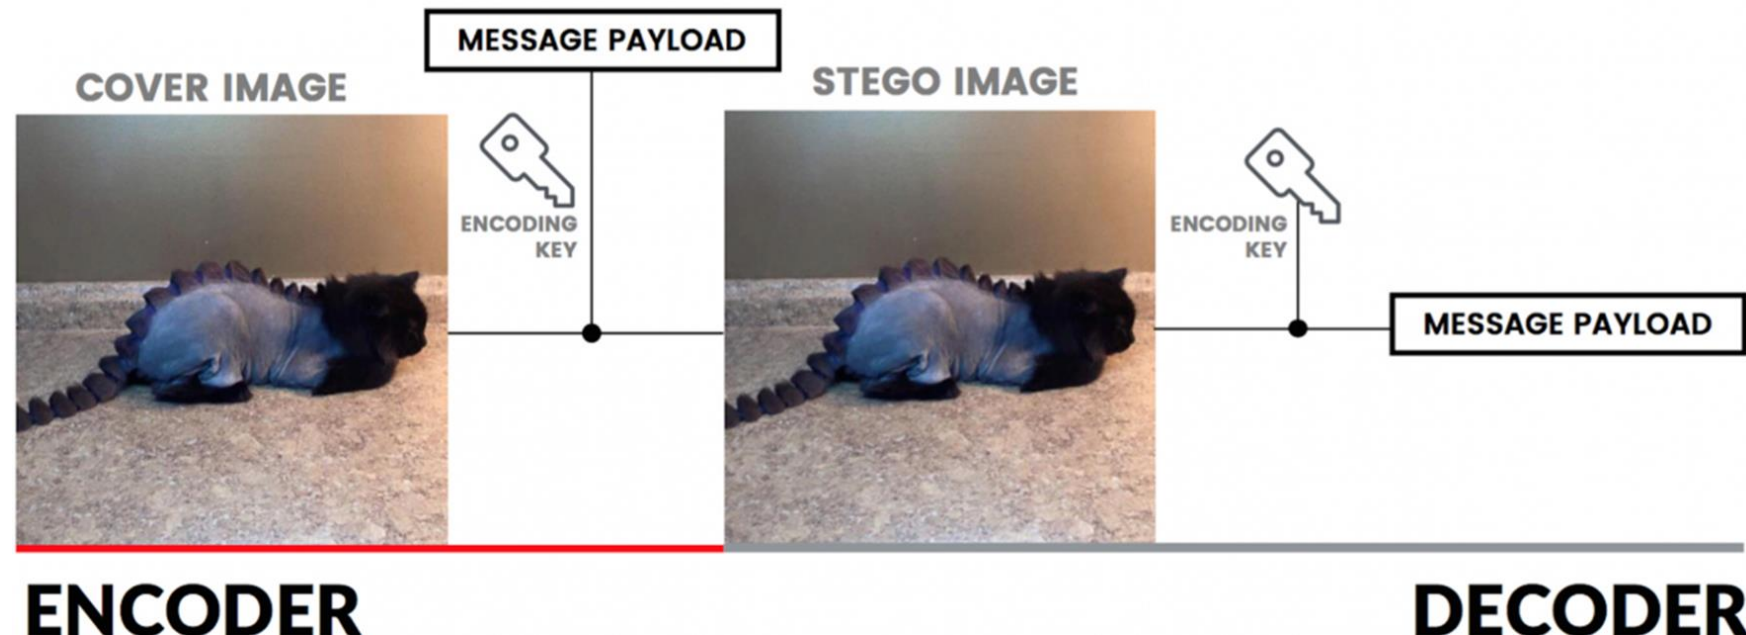 MESSAGE PAYLOAD
COVER IMAGE
STEGO IMAGE
ENCODING
KEY
ENCODING
KEY
MESSAGE PAYLOAD
ENCODER
DECODER